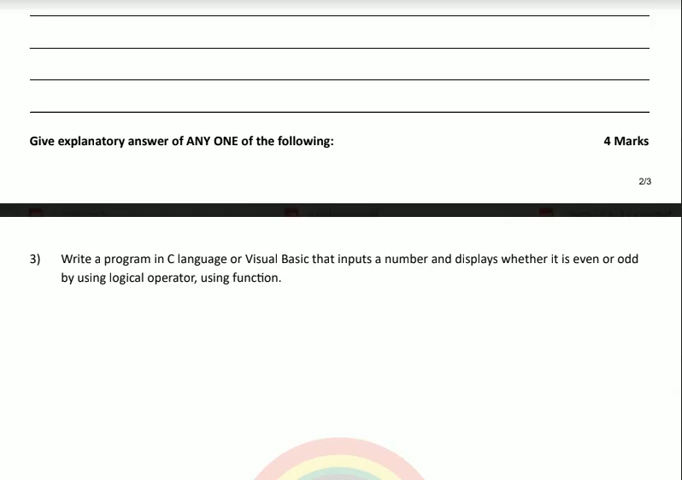 Give explanatory answer of ANY ONE of the following: 4 Marks
2/3
3) Write a program in C language or Visual Basic that inputs a number and displays whether it is even or odd
by using logical operator, using function.